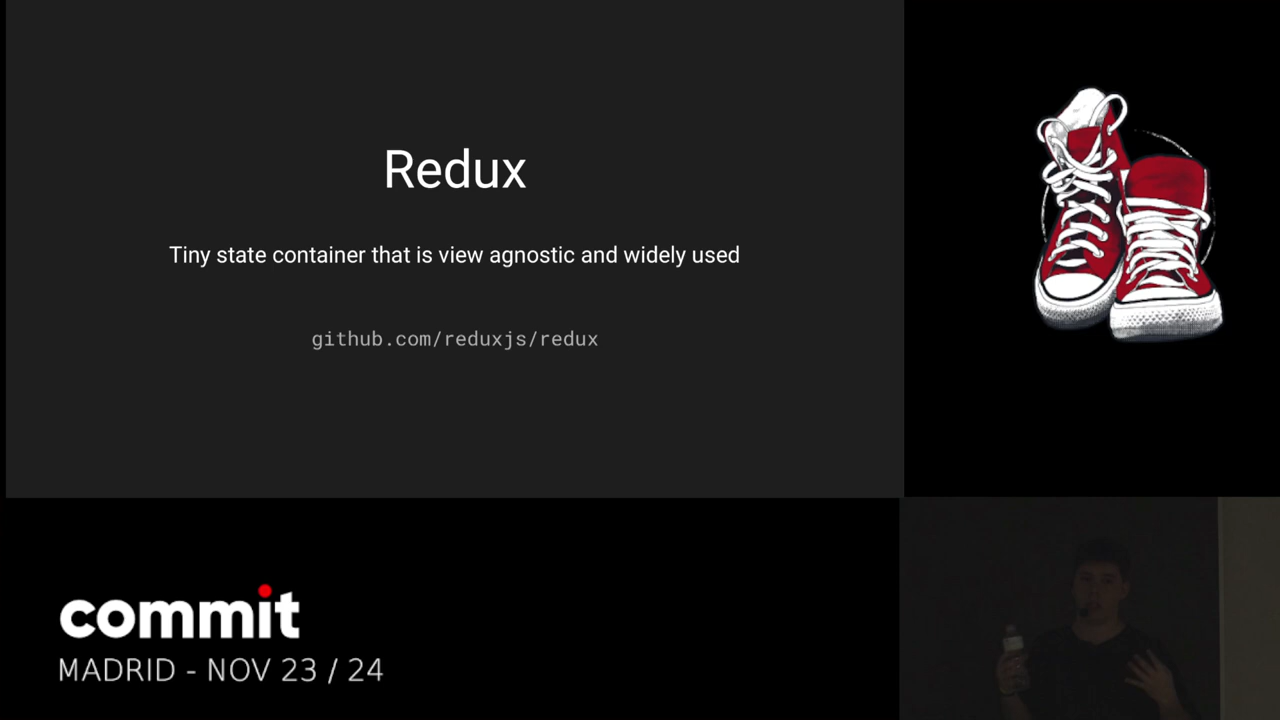 Redux
Tiny state container that is view agnostic and widely used
github.com/reduxjs/redux
commit
MADRID - NOV 23 / 24